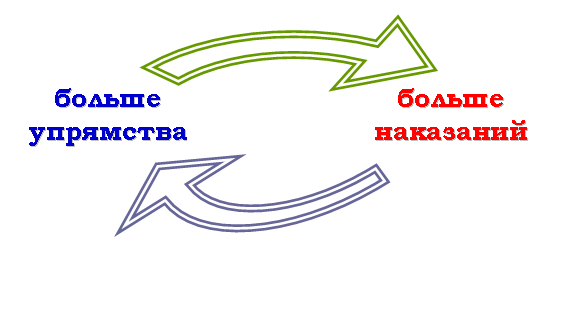 больше
упрямства
больше
наказаний